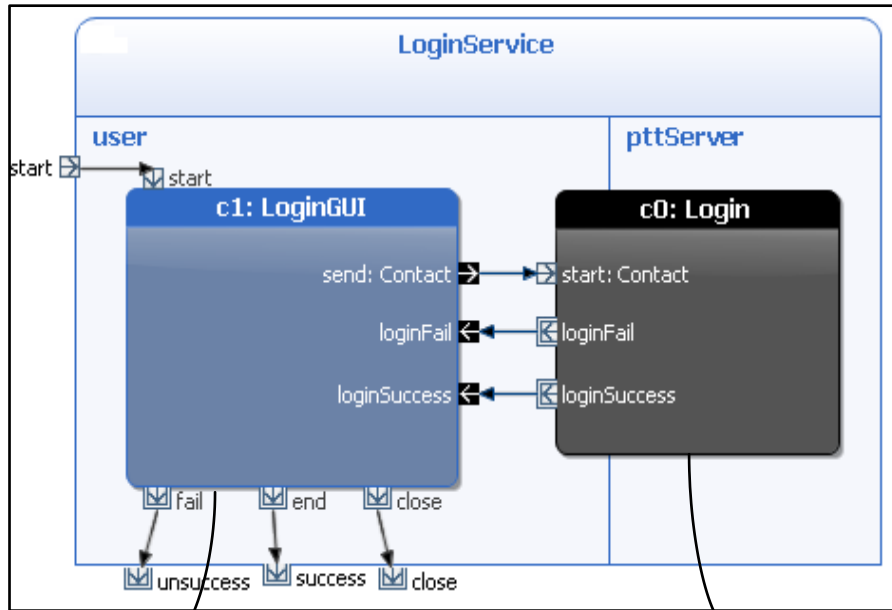 LoginService
user
pttServer
start
start
c1: LoginGUI
c0: Login
send: Contact
start: Contact
loginFail
loginFail
loginSuccess
loginSuccess
fail
end
close
unsuccess
success
close